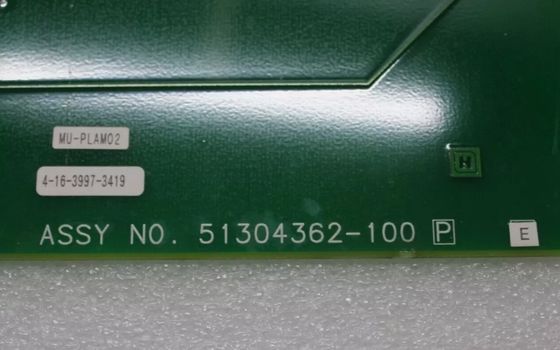 MU-PLAM02
4-16-3997-3419
H
ASSY NO. 51304362-100 P E